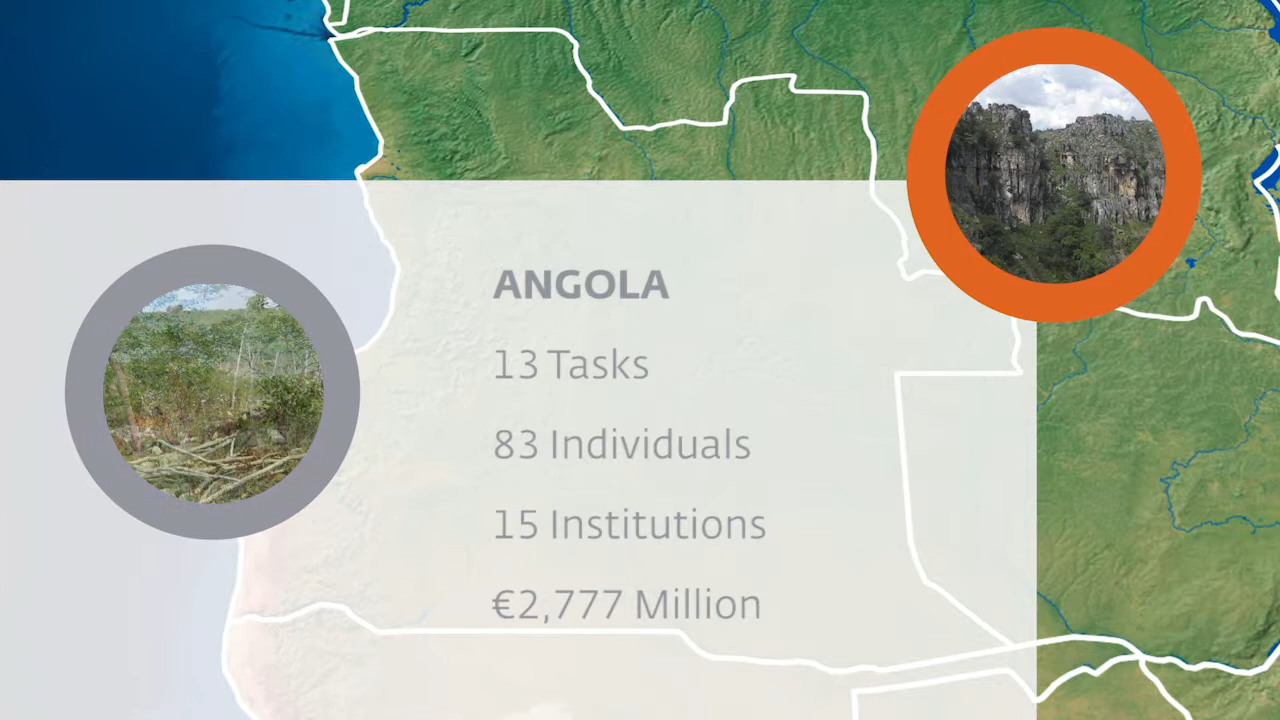 ANGOLA
13 Tasks
83 Individuals
15 Institutions
€2,777 Million